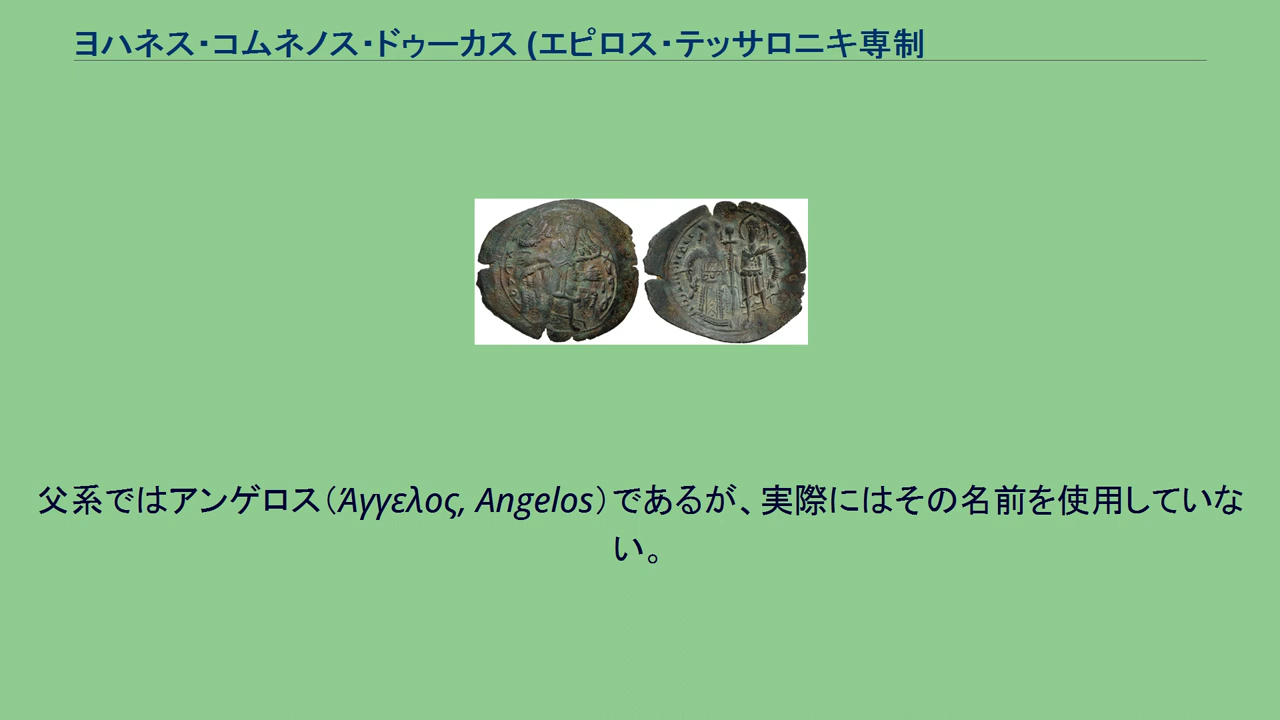 ヨハネス・コムネノス・ドゥーカス (エピロス・テッサロニキ専制
父系ではアンゲロス（Άγγελος, Angelos）であるが、実際にはその名前を使用していな
い。